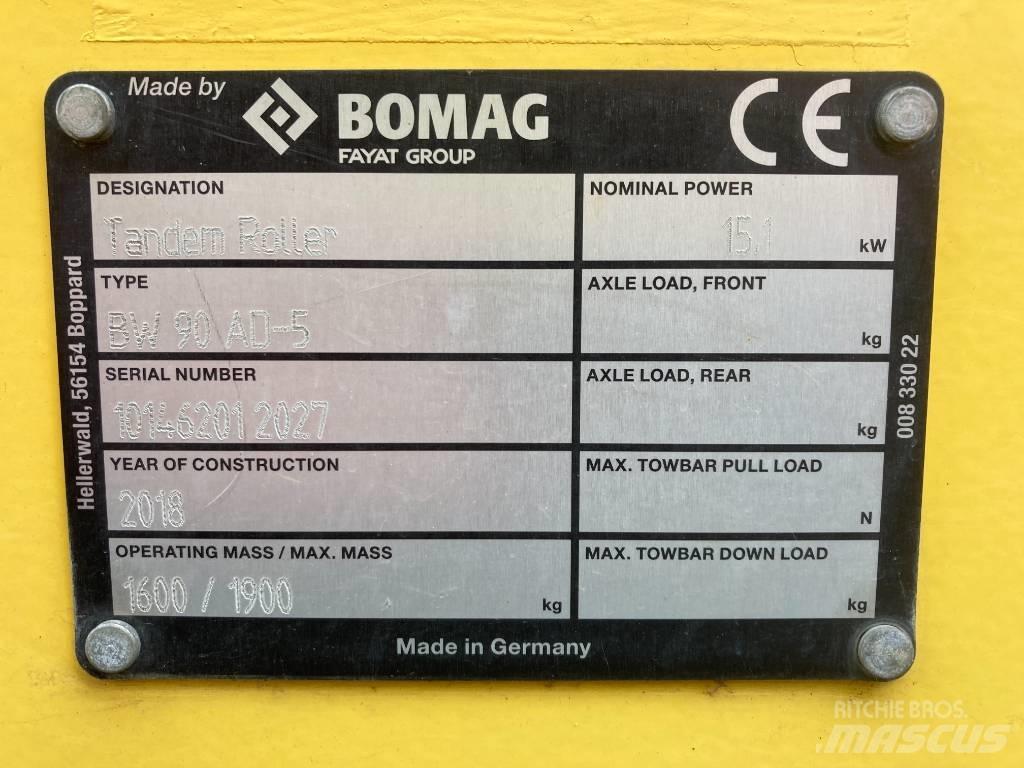 Made by
BOMAG
FAYAT GROUP
CE
DESIGNATION
Tandem Roller
NOMINAL POWER
15.1 kW
TYPE
BW 90 AD-5
AXLE LOAD, FRONT
kg
SERIAL NUMBER
10146201 2027
AXLE LOAD, REAR
kg
YEAR OF CONSTRUCTION
2018
MAX. TOWBAR PULL LOAD
N
OPERATING MASS / MAX. MASS
1600 / 1900 kg
MAX. TOWBAR DOWN LOAD
kg
Made in Germany
Hellerwald, 56154 Boppard
008 330 22
RITCHIE BROS.
MASCUS